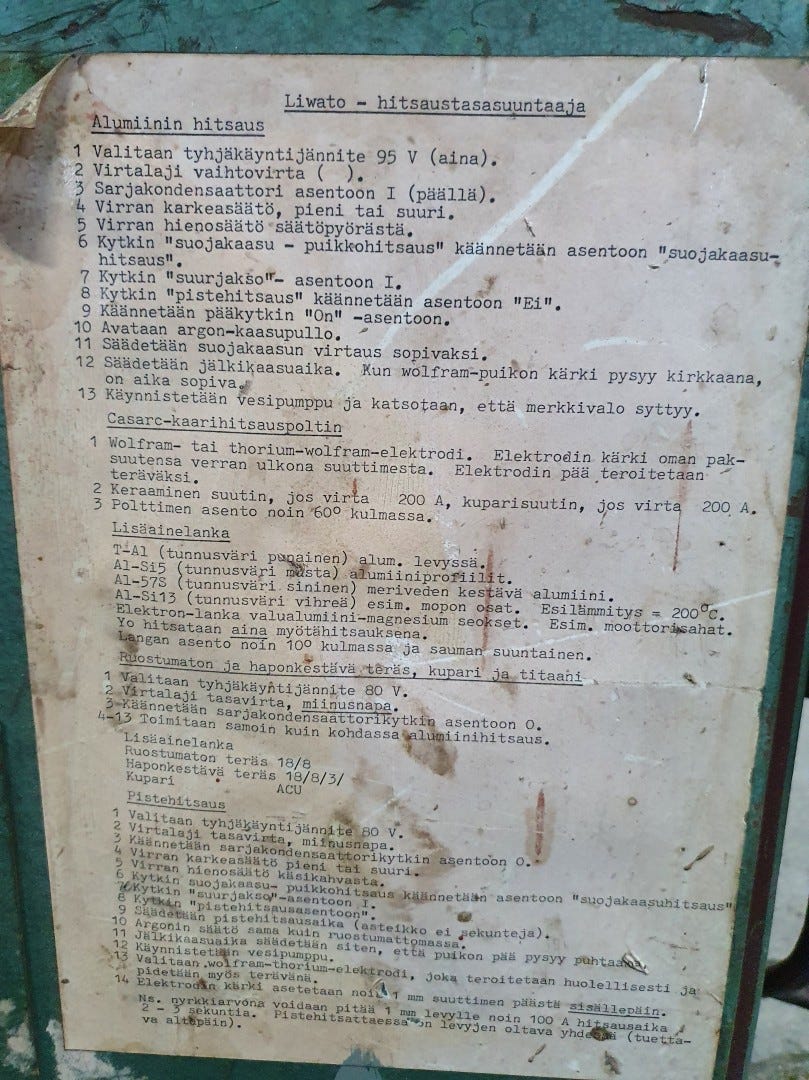 Liwato - hitsaustasasuuntaaja
Alumiinin hitsaus
1 Valitaan tyhjäkäyntijännite 95 V (aina).
2 Virtalaji vaihtovirta (  ).
3 Sarjakondensaattori asentoon I (päällä).
4 Virran karkeasäätö, pieni tai suuri.
5 Virran hienosäätö säätöpyörästä.
6 Kytkin "suojakaasu - puikkohitsaus" käännetään asentoon "suojakaasu-
hitsaus".
7 Kytkin "suurjakso"- asentoon I.
8 Kytkin "pistehitsaus" käännetään asentoon "Ei".
9 Käännetään pääkytkin "On" -asentoon.
10 Avataan argon-kaasupullo.
11 Säädetään suojakaasun virtaus sopivaksi.
12 Säädetään jälkikaasuaika. Kun wolfram-puikon kärki pysyy kirkkaana,
on aika sopiva.
13 Käynnistetään vesipumppu ja katsotaan, että merkkivalo syttyy.
Casarc-kaarihitsauspoltin
1 Wolfram- tai thorium-wolfram-elektrodi. Elektrodin kärki oman pak-
suutensa verran ulkona suuttimesta. Elektrodin pää teroitetaan
teräväksi.
2 Keraaminen suutin, jos virta   200 A, kuparisuutin, jos virta   200 A.
3 Polttimen asento noin 60° kulmassa.
Lisäainelanka
T-Al (tunnusväri punainen) alum. levyssä.
Al-Si5 (tunnusväri musta) alumiiniprofiilit.
Al-57S (tunnusväri sininen) meriveden kestävä alumiini.
Al-Si13 (tunnusväri vihreä) esim. mopon osat. Esilämmitys = 200°C.
Elektron-lanka valualumiini-magnesium seokset. Esim. moottorisahat.
Yo hitsataan aina myötähitsauksena.
Langan asento noin 10° kulmassa ja sauman suuntainen.
Ruostumaton ja haponkestävä teräs, kupari ja titaani
1 Valitaan tyhjäkäyntijännite 80 V.
2 Virtalaji tasavirta, miinusnapa.
3 Käännetään sarjakondensaattorikytkin asentoon O.
4-13 Toimitaan samoin kuin kohdassa alumiinihitsaus.
Lisäainelanka
Ruostumaton teräs 18/8
Haponkestävä teräs 18/8/3/
Kupari ACU
Pistehitsaus
1 Valitaan tyhjäkäyntijännite 80 V.
2 Virtalaji tasavirta, miinusnapa.
3 Käännetään sarjakondensaattorikytkin asentoon O.
4 Virran karkeasäätö pieni tai suuri.
5 Virran hienosäätö käsikahvasta.
6 Kytkin suojakaasu- puikkohitsaus käännetään asentoon "suojakaasuhitsaus"
7 Kytkin "suurjakso"-asentoon I.
8 Kytkin "pistehitsausasentoon".
9 Säädetään pistehitsausaika (asteikko ei sekunteja).
10 Argonin säätö sama kuin ruostumattomassa.
11 Jälkikaasuaika säädetään siten, että puikon pää pysyy puhtaana.
12 Käynnistetään vesipumppu.
13 Valitaan wolfram-thorium-elektrodi, joka teroitetaan huolellisesti ja
pidetään myös terävänä.
14 Elektrodin kärki asetetaan noin 1 mm suuttimen päästä sisällepäin.
Ns. nyrkkiarvona voidaan pitää 1 mm levylle noin 100 A hitsausaika
2 - 3 sekuntia. Pistehitsattaessa on levyjen oltava yhdessä (tuetta-
va altapäin).